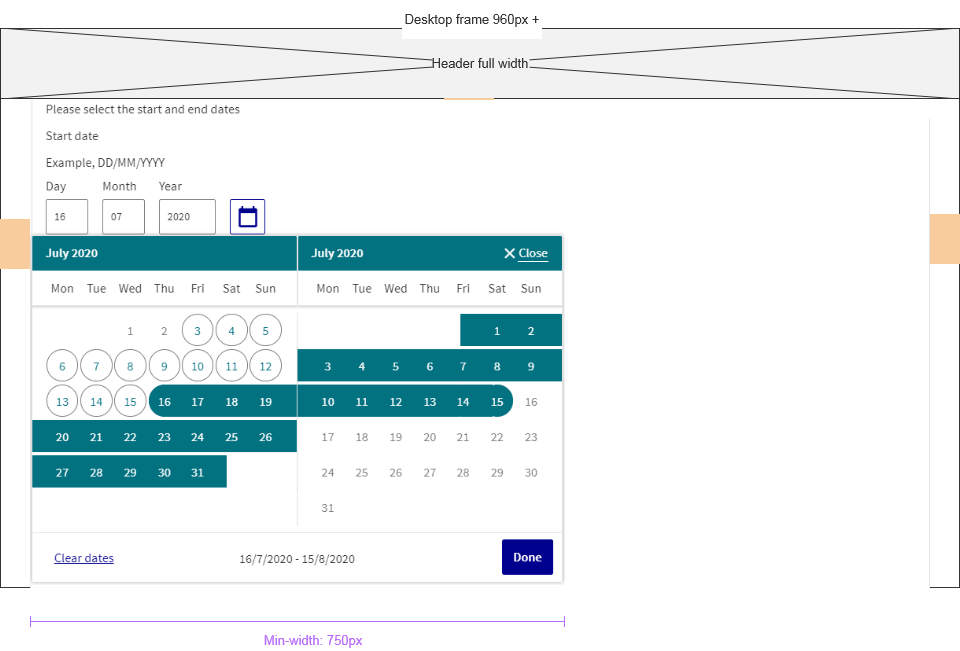 Desktop frame 960px +
Header full width
Please select the start and end dates
Start date
Example, DD/MM/YYYY
Day Month Year
16 07 2020
July 2020 July 2020 Close
Mon Tue Wed Thu Fri Sat Sun Mon Tue Wed Thu Fri Sat Sun
1 2 3 4 5 1 2
6 7 8 9 10 11 12 3 4 5 6 7 8 9
13 14 15 16 17 18 19 10 11 12 13 14 15 16
20 21 22 23 24 25 26 17 18 19 20 21 22 23
27 28 29 30 31 24 25 26 27 28 29 30
31
Clear dates 16/7/2020 - 15/8/2020 Done
Min-width: 750px